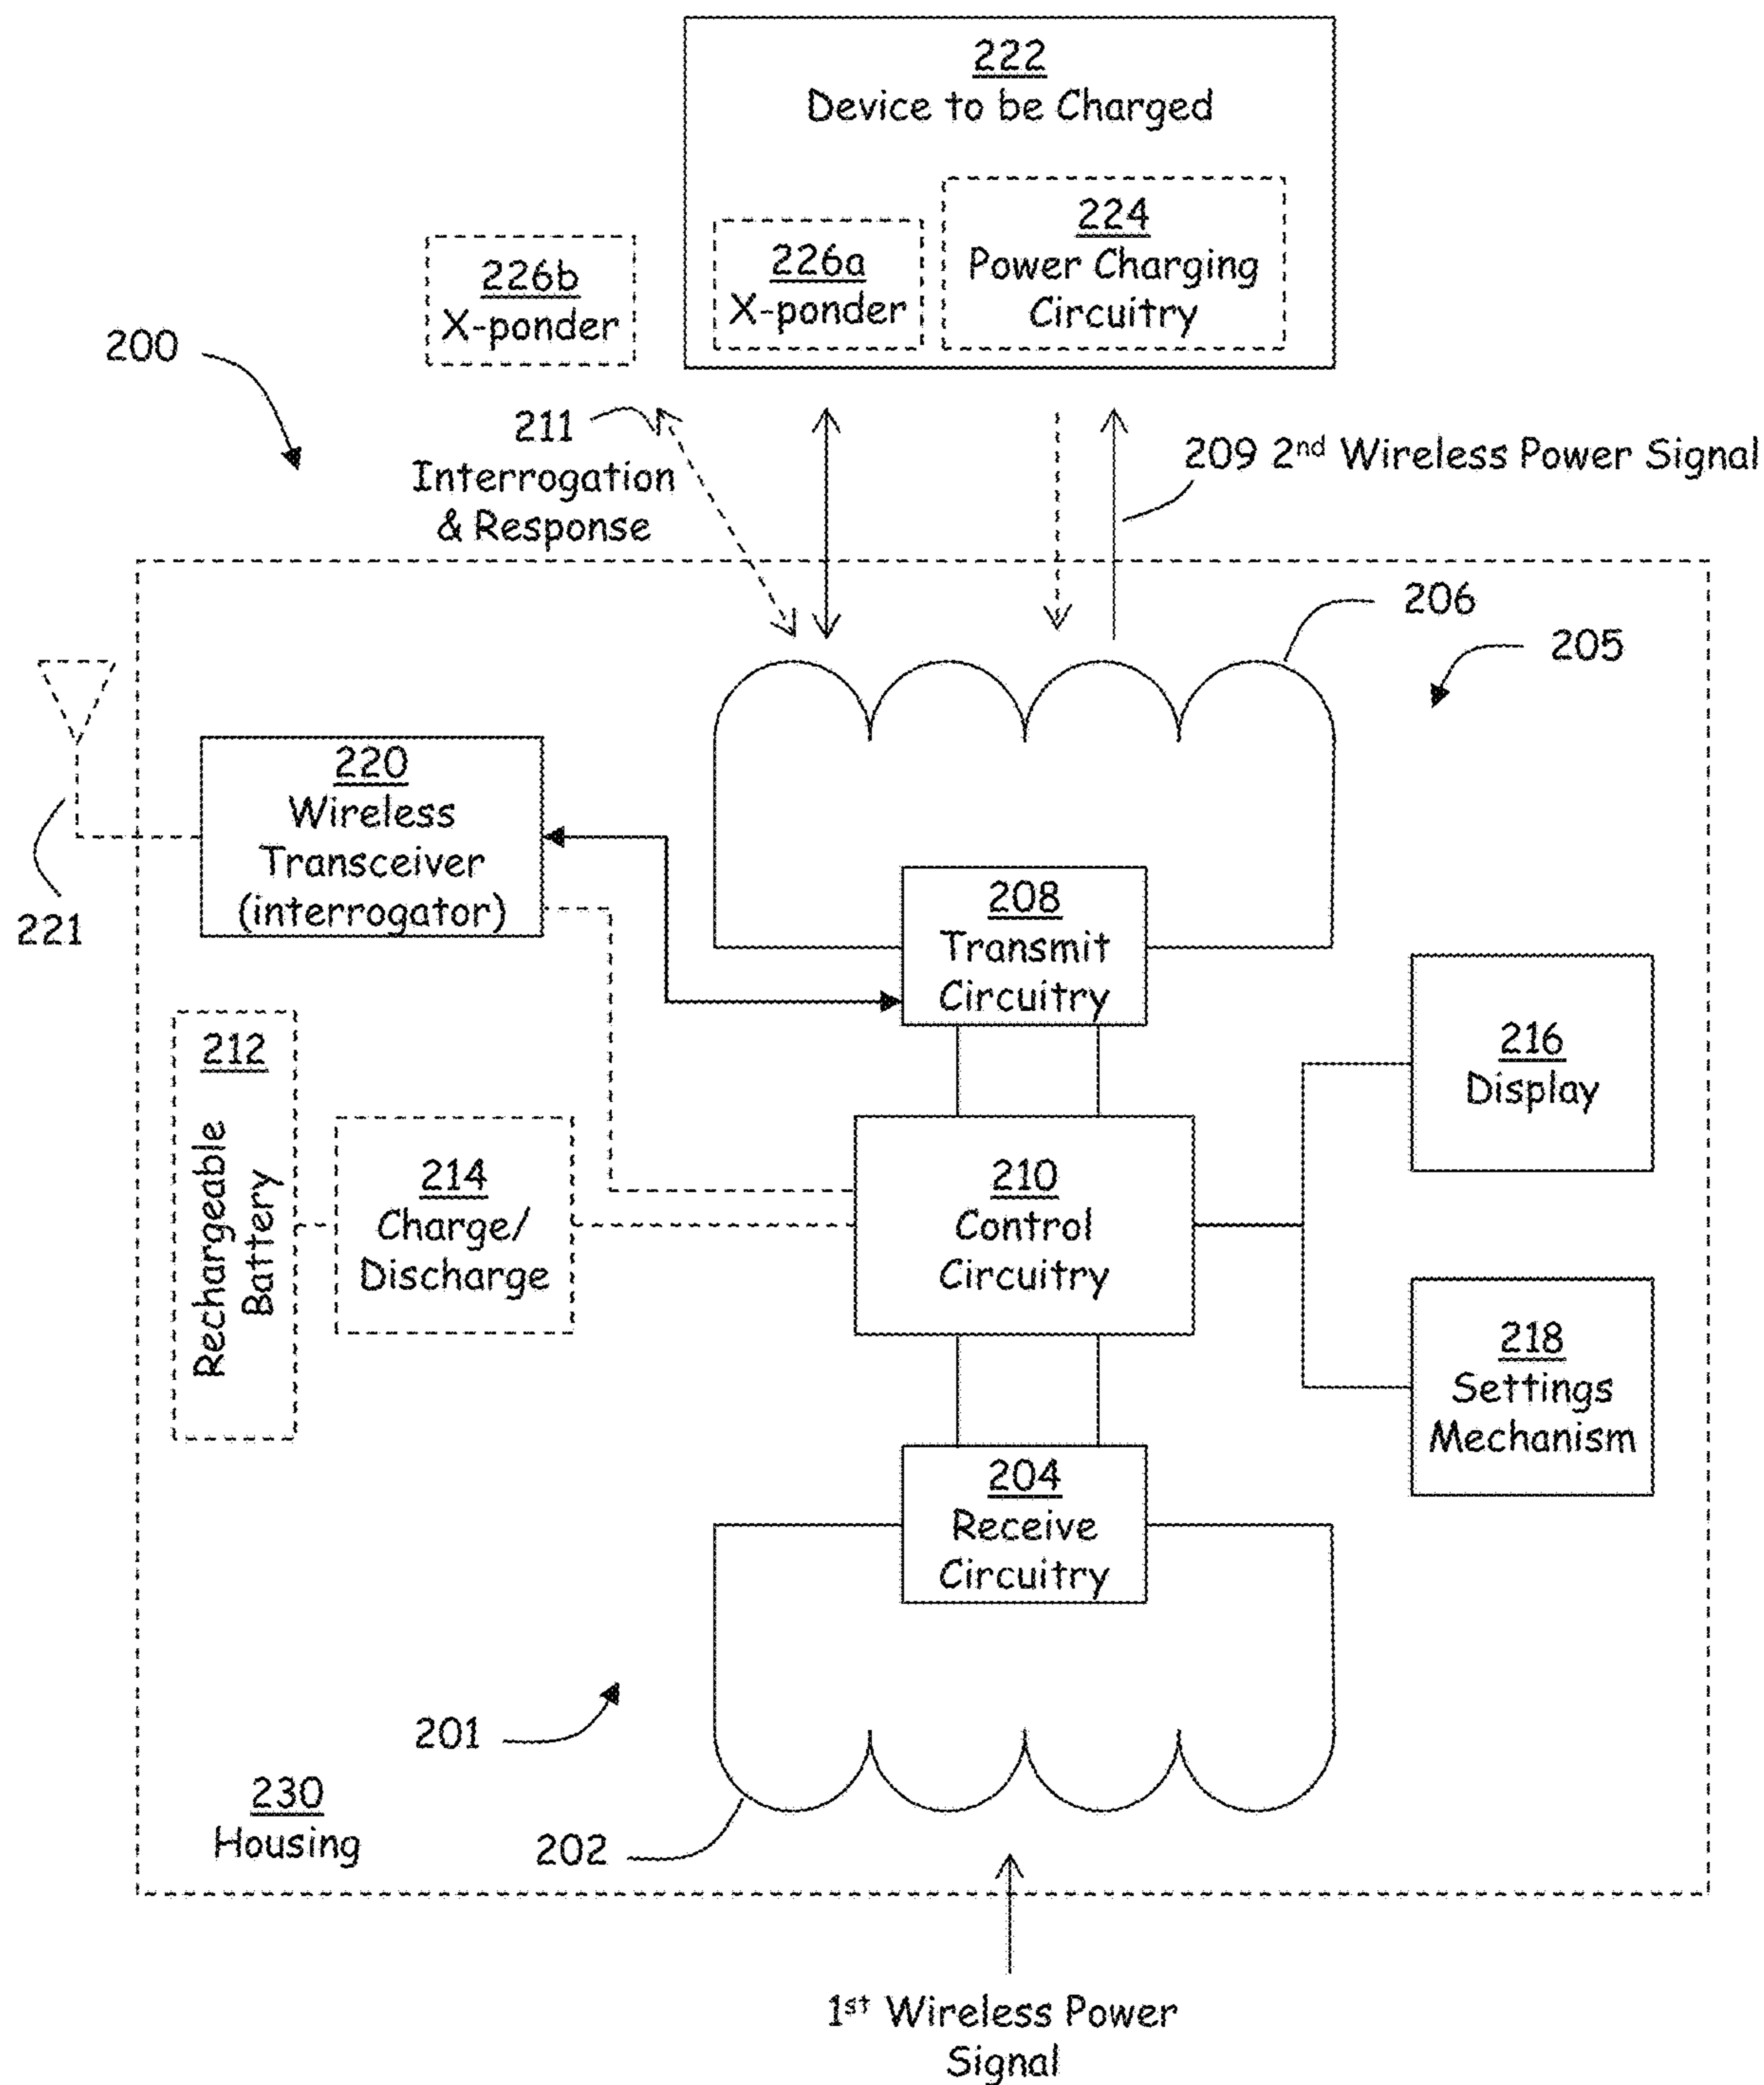 222
Device to be Charged
224
Power Charging
Circuitry
226a
X-ponder
226b
X-ponder
200
211
Interrogation
& Response
209 2nd Wireless Power Signal
206
205
220
Wireless
Transceiver
(interrogator)
221
208
Transmit
Circuitry
212
Rechargeable
Battery
214
Charge/
Discharge
210
Control
Circuitry
216
Display
218
Settings
Mechanism
204
Receive
Circuitry
201
202
230
Housing
1st Wireless Power
Signal